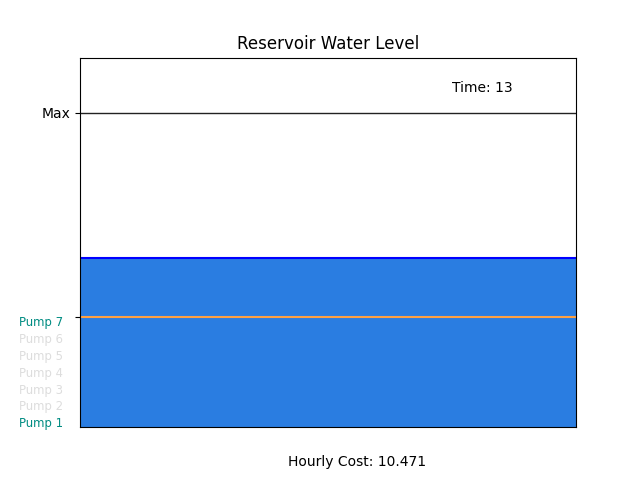 Reservoir Water Level
Time: 13
Max
Pump 7
Pump 6
Pump 5
Pump 4
Pump 3
Pump 2
Pump 1
Hourly Cost: 10.471